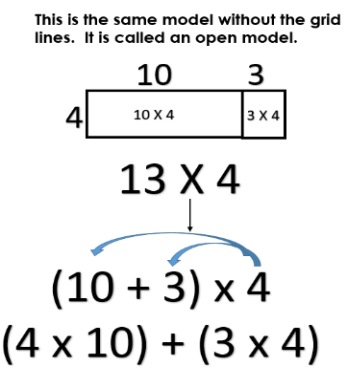 This is the same model without the grid
lines. It is called an open model.
10 3
4 10 X 4 3 X 4
13 X 4
(10 + 3) x 4
(4 x 10) + (3 x 4)